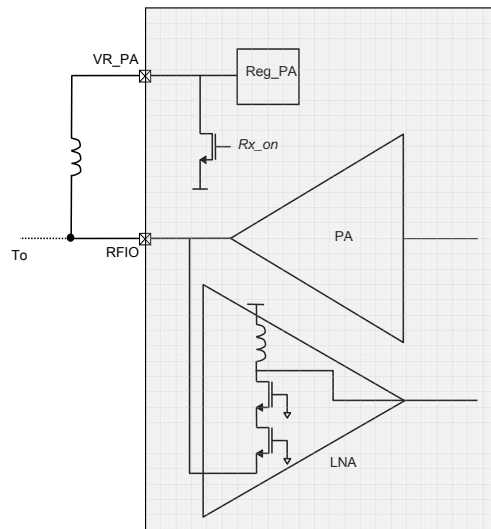 VR_PA
Reg_PA
Rx_on
PA
To
RFIO
LNA